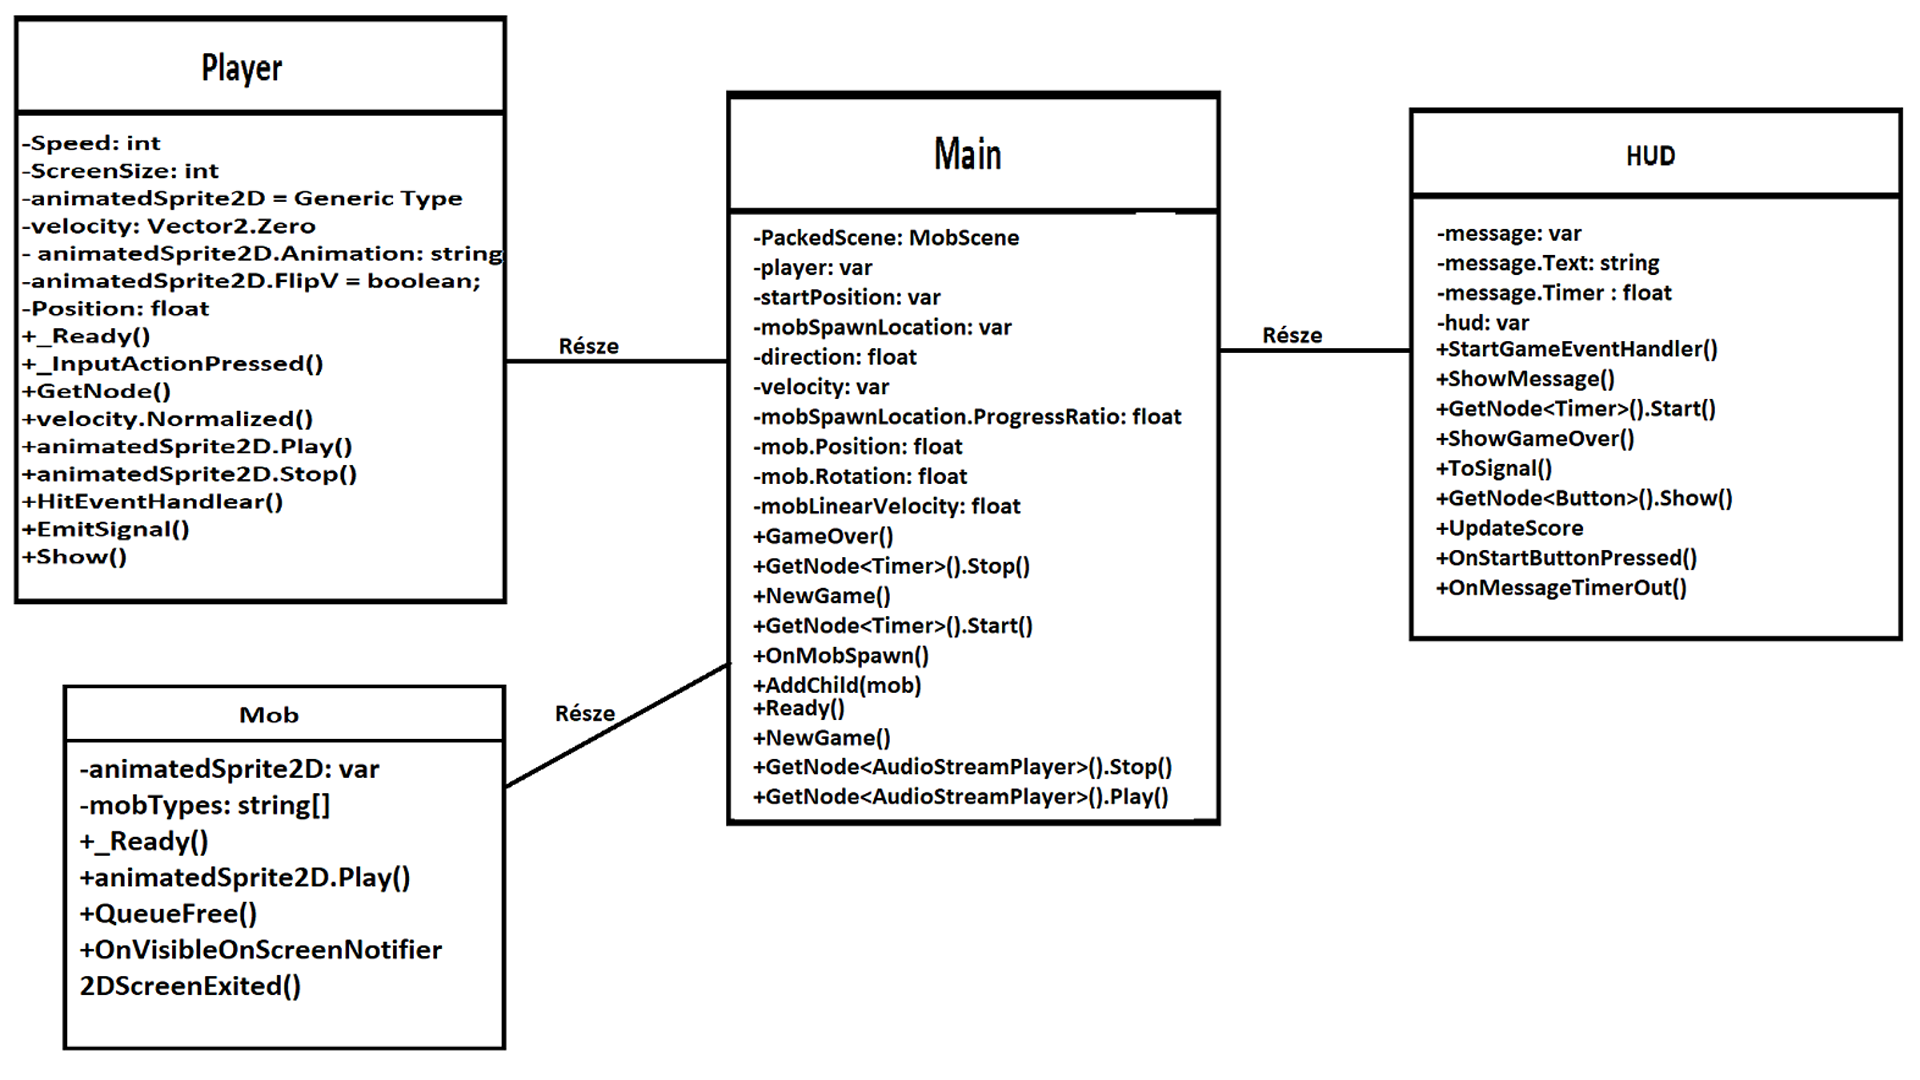 Player
-Speed: int
-ScreenSize: int
-animatedSprite2D = Generic Type
-velocity: Vector2.Zero
- animatedSprite2D.Animation: string
-animatedSprite2D.FlipV = boolean;
-Position: float
+_Ready()
+_InputActionPressed()
+GetNode()
+velocity.Normalized()
+animatedSprite2D.Play()
+animatedSprite2D.Stop()
+HitEventHandlear()
+EmitSignal()
+Show()
Része
Main
-PackedScene: MobScene
-player: var
-startPosition: var
-mobSpawnLocation: var
-direction: float
-velocity: var
-mobSpawnLocation.ProgressRatio: float
-mob.Position: float
-mob.Rotation: float
-mobLinearVelocity: float
+GameOver()
+GetNode<Timer>().Stop()
+NewGame()
+GetNode<Timer>().Start()
+OnMobSpawn()
+AddChild(mob)
+Ready()
+NewGame()
+GetNode<AudioStreamPlayer>().Stop()
+GetNode<AudioStreamPlayer>().Play()
Része
HUD
-message: var
-message.Text: string
-message.Timer : float
-hud: var
+StartGameEventHandler()
+ShowMessage()
+GetNode<Timer>().Start()
+ShowGameOver()
+ToSignal()
+GetNode<Button>().Show()
+UpdateScore
+OnStartButtonPressed()
+OnMessageTimerOut()
Mob
-animatedSprite2D: var
-mobTypes: string[]
+_Ready()
+animatedSprite2D.Play()
+QueueFree()
+OnVisibleOnScreenNotifier
2DScreenExited()
Része